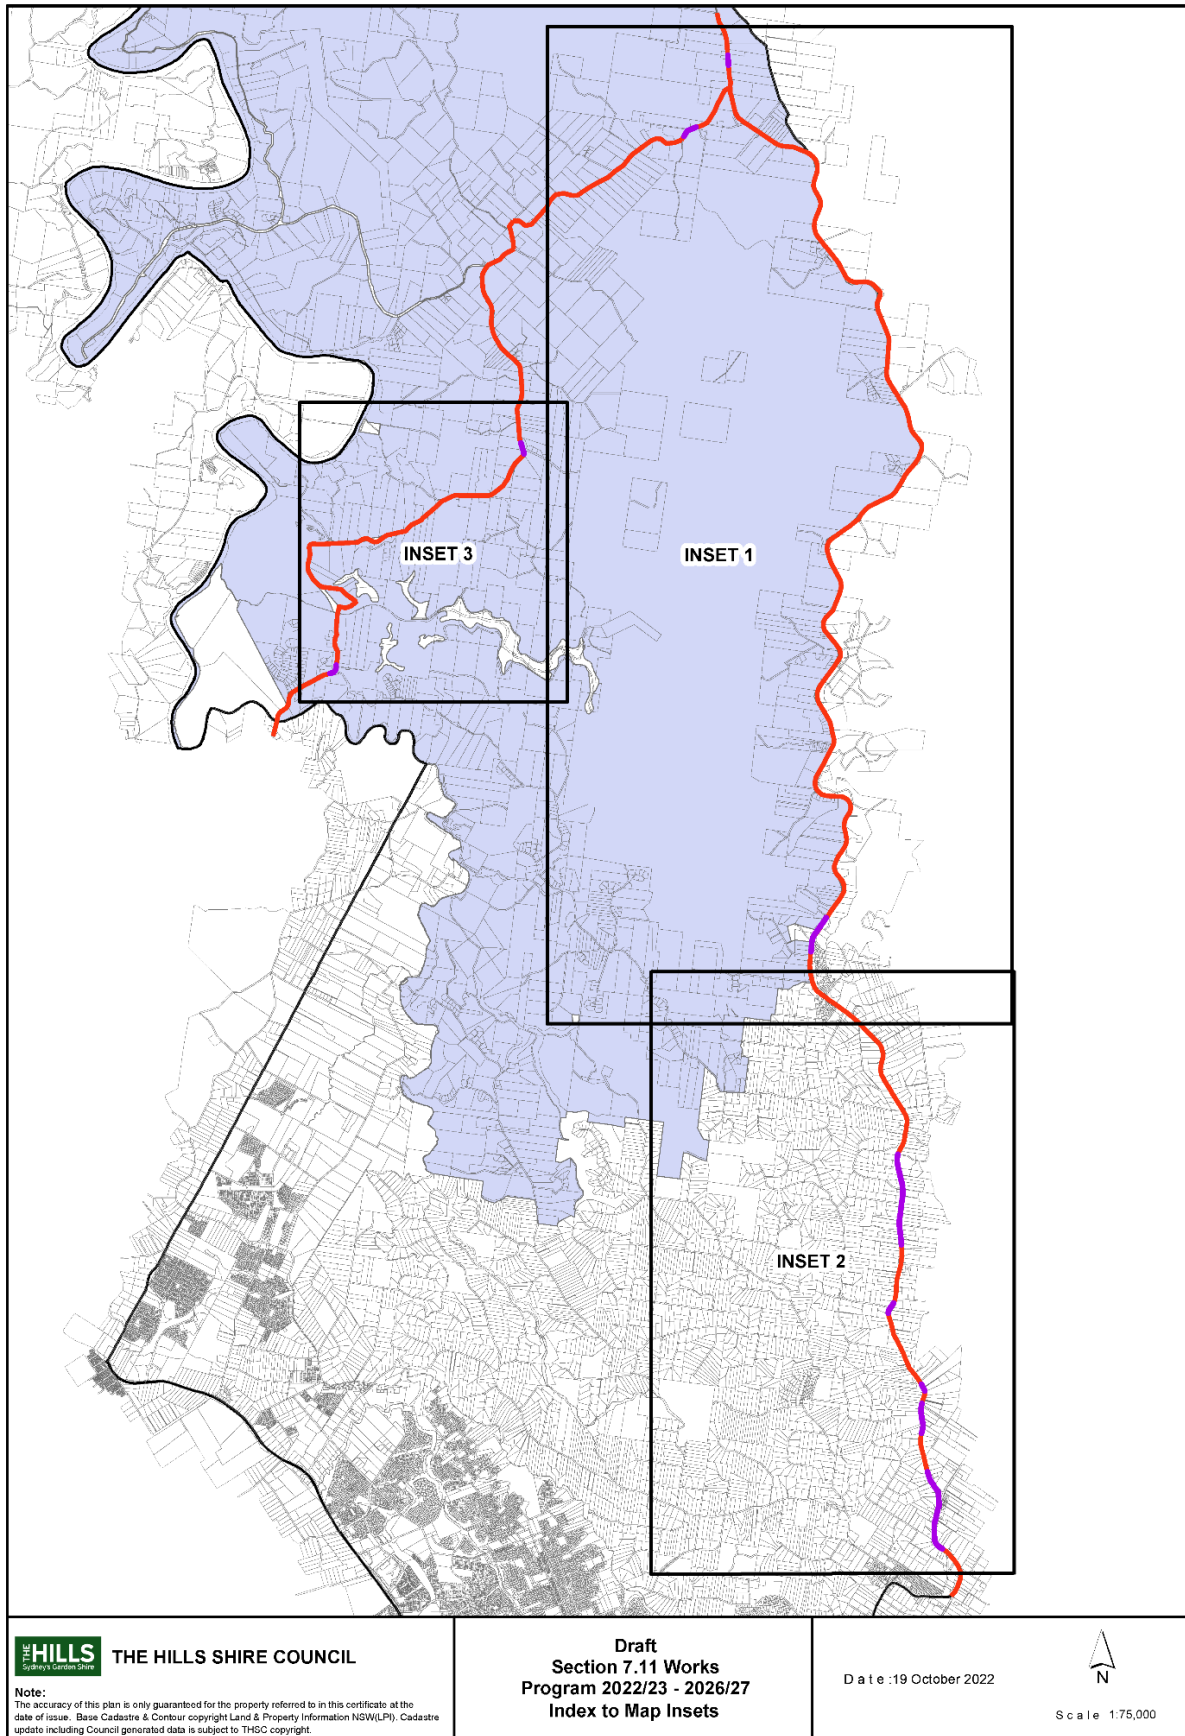 INSET 3
INSET 1
INSET 2
THE HILLS
Sydney's Garden Shire
THE HILLS SHIRE COUNCIL
Note:
The accuracy of this plan is only guaranteed for the property referred to in this certificate at the
date of issue. Base Cadastre & Contour copyright Land & Property Information NSW(LPI). Cadastre
update including Council generated data is subject to THSC copyright.
Draft
Section 7.11 Works
Program 2022/23 - 2026/27
Index to Map Insets
Date :19 October 2022
N
Scale 1:75,000